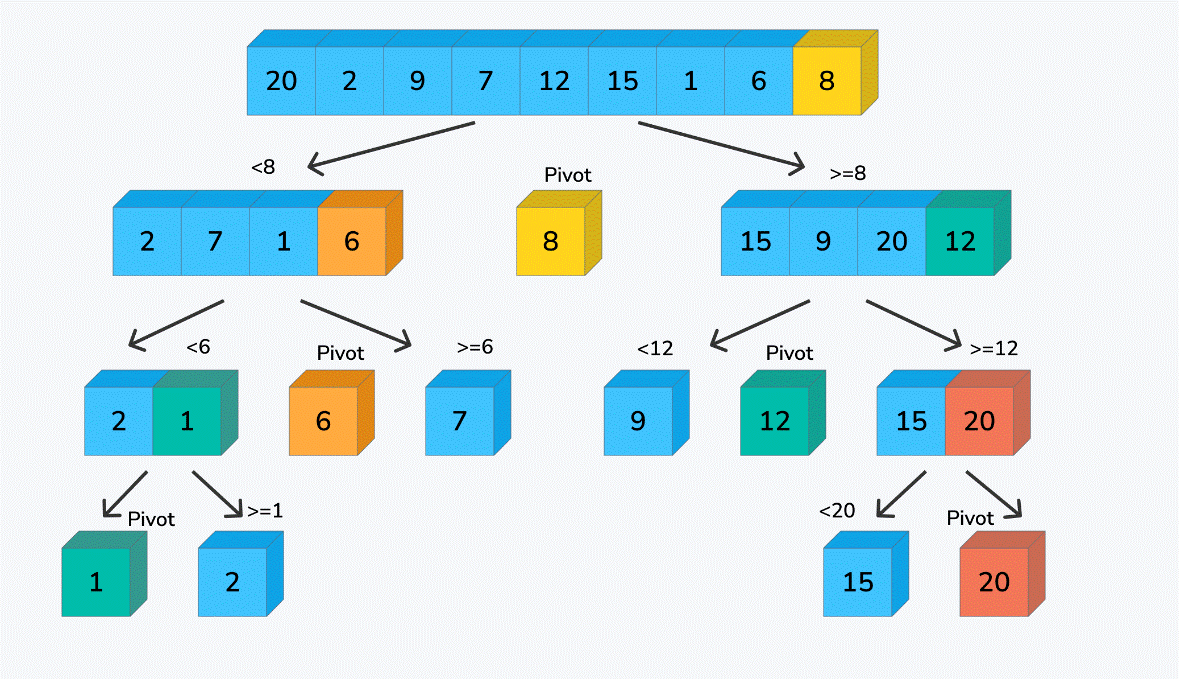 20 2 9 7 12 15 1 6 8
<8 Pivot >=8
2 7 1 6 8 15 9 20 12
<6 Pivot >=6 <12 Pivot >=12
2 1 6 7 9 12 15 20
Pivot >=1 <20 Pivot
1 2 15 20